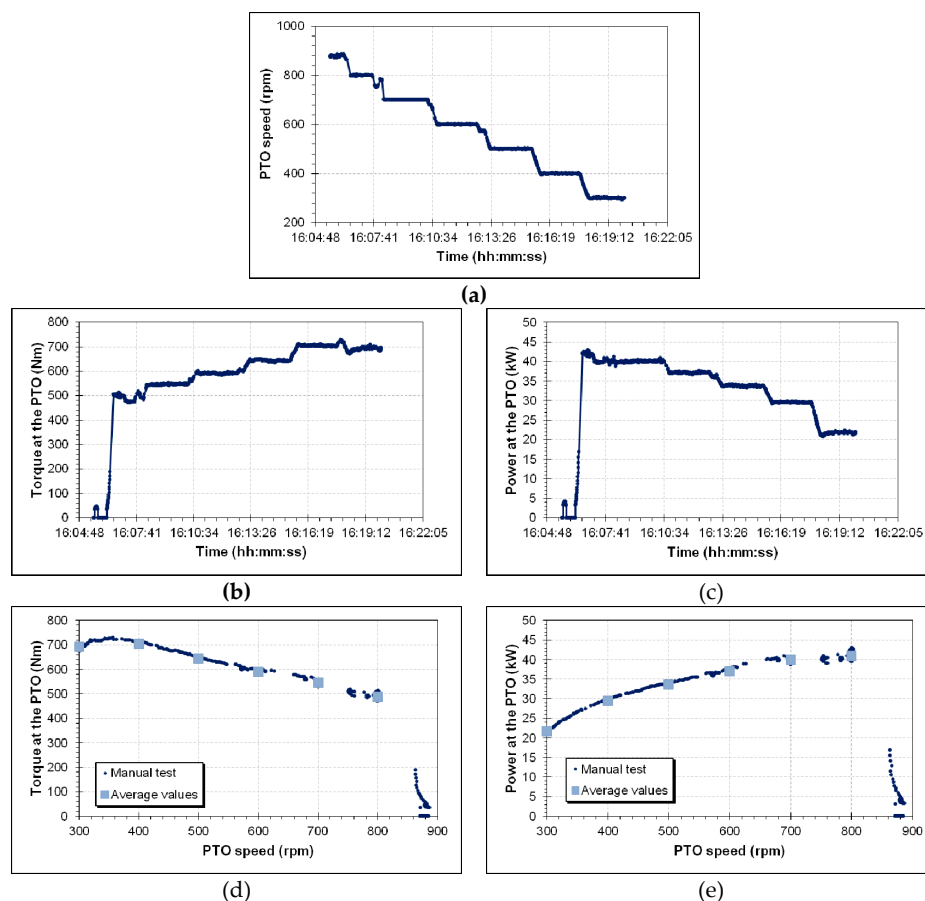 1000
800
600
400
200
PTO speed (rpm)
16:04:48 16:07:41 16:10:34 16:13:26 16:16:19 16:19:12 16:22:05
Time (hh:mm:ss)
(a)
800
700
600
500
400
300
200
100
0
Torque at the PTO (Nm)
16:04:48 16:07:41 16:10:34 16:13:26 16:16:19 16:19:12 16:22:05
Time (hh:mm:ss)
(b)
50
45
40
35
30
25
20
15
10
5
0
Power at the PTO (kW)
16:04:48 16:07:41 16:10:34 16:13:26 16:16:19 16:19:12 16:22:05
Time (hh:mm:ss)
(c)
800
700
600
500
400
300
200
100
0
Torque at the PTO (Nm)
Manual test
Average values
300 400 500 600 700 800 900
PTO speed (rpm)
(d)
50
45
40
35
30
25
20
15
10
5
0
Power at the PTO (kW)
Manual test
Average values
300 400 500 600 700 800 900
PTO speed (rpm)
(e)